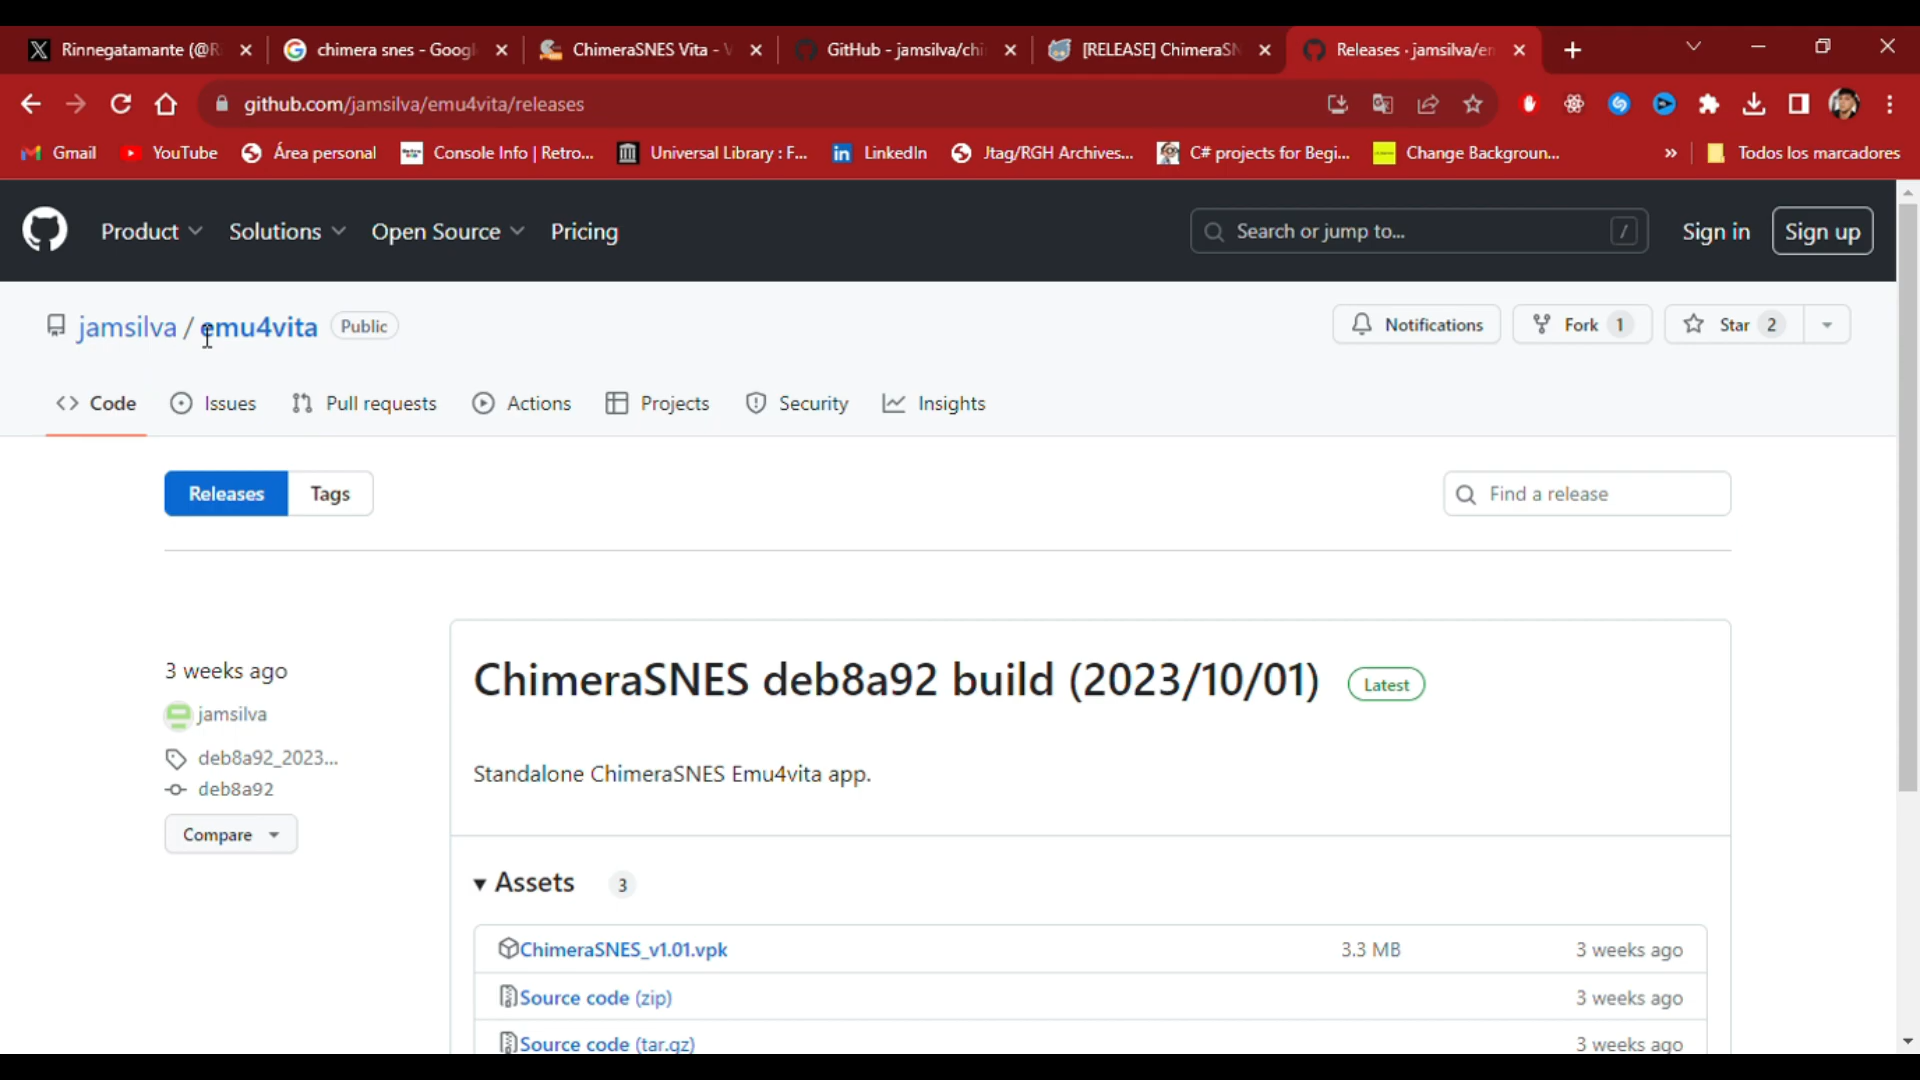 Rinnegatamante (@R
chimera snes - Googl
ChimeraSNES Vita - V
GitHub - jamsilva/chi
[RELEASE] ChimeraSN
Releases · jamsilva/em
github.com/jamsilva/emu4vita/releases
Gmail
YouTube
Área personal
Console Info | Retro...
Universal Library : F...
LinkedIn
Jtag/RGH Archives...
C# projects for Begi...
Change Backgroun...
»
Todos los marcadores
Product
Solutions
Open Source
Pricing
Search or jump to...
/
Sign in
Sign up
jamsilva / emu4vita
Public
Notifications
Fork 1
Star 2
Code
Issues
Pull requests
Actions
Projects
Security
Insights
Releases
Tags
Find a release
3 weeks ago
jamsilva
deb8a92_2023...
deb8a92
Compare
ChimeraSNES deb8a92 build (2023/10/01)
Latest
Standalone ChimeraSNES Emu4vita app.
Assets 3
ChimeraSNES_v1.01.vpk 3.3 MB 3 weeks ago
Source code (zip) 3 weeks ago
Source code (tar.gz) 3 weeks ago